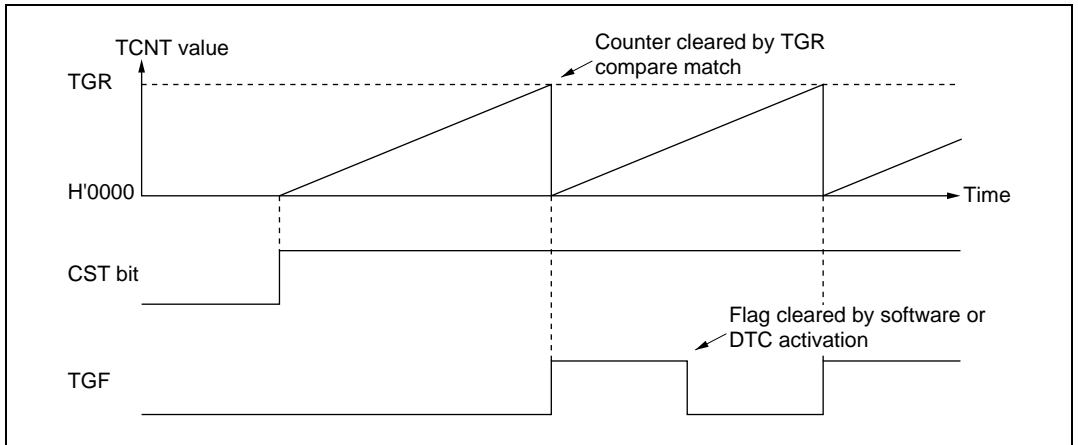 TCNT value
Counter cleared by TGR
compare match
TGR
H'0000
Time
CST bit
Flag cleared by software or
DTC activation
TGF